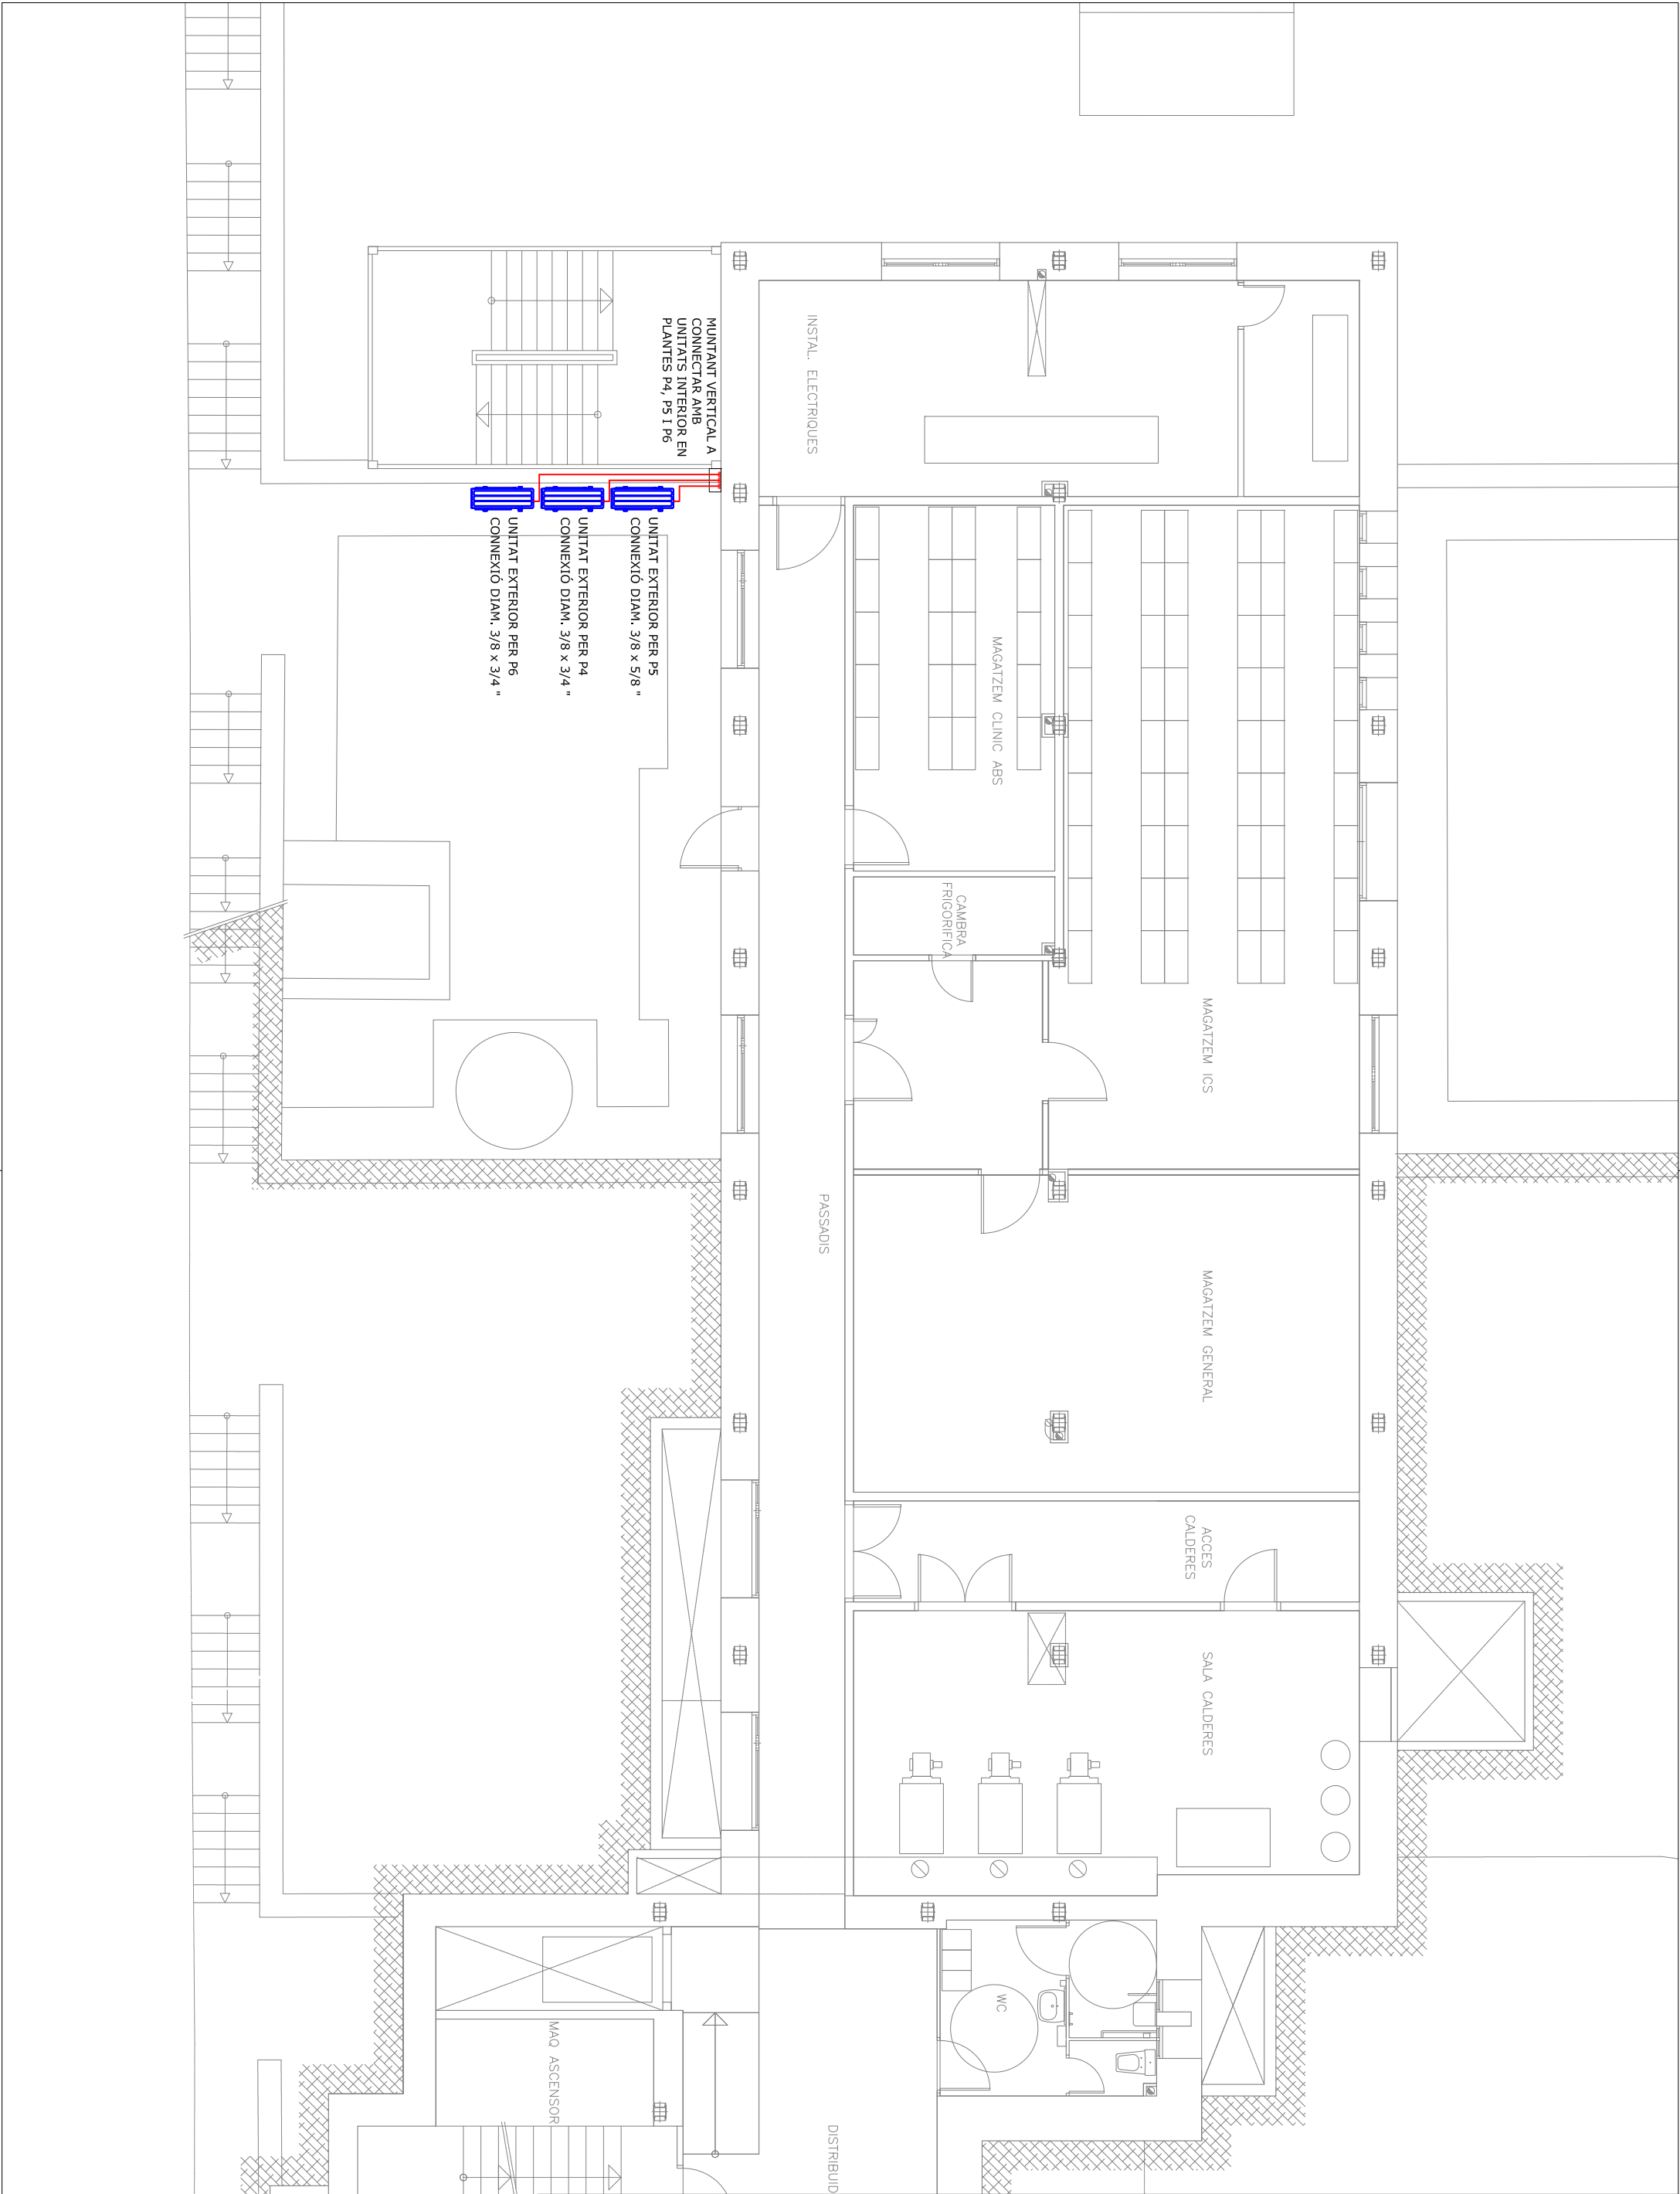 MUNTANT VERTICAL A
CONNECTAR AMB
UNITATS INTERIOR EN
PLANTES P4, P5 I P6
UNITAT EXTERIOR PER P5
CONNEXIÓ DIAM. 3/8 x 5/8 "
UNITAT EXTERIOR PER P4
CONNEXIÓ DIAM. 3/8 x 3/4 "
UNITAT EXTERIOR PER P6
CONNEXIÓ DIAM. 3/8 x 3/4 "
INSTAL. ELECTRIQUES
MAGATZEM CLINIC ABS
CAMBRA
FRIGORIFICA
MAGATZEM ICS
PASSADIS
MAGATZEM GENERAL
ACCES
CALDERES
SALA CALDERES
WC
MAQ ASCENSOR
DISTRIBUID